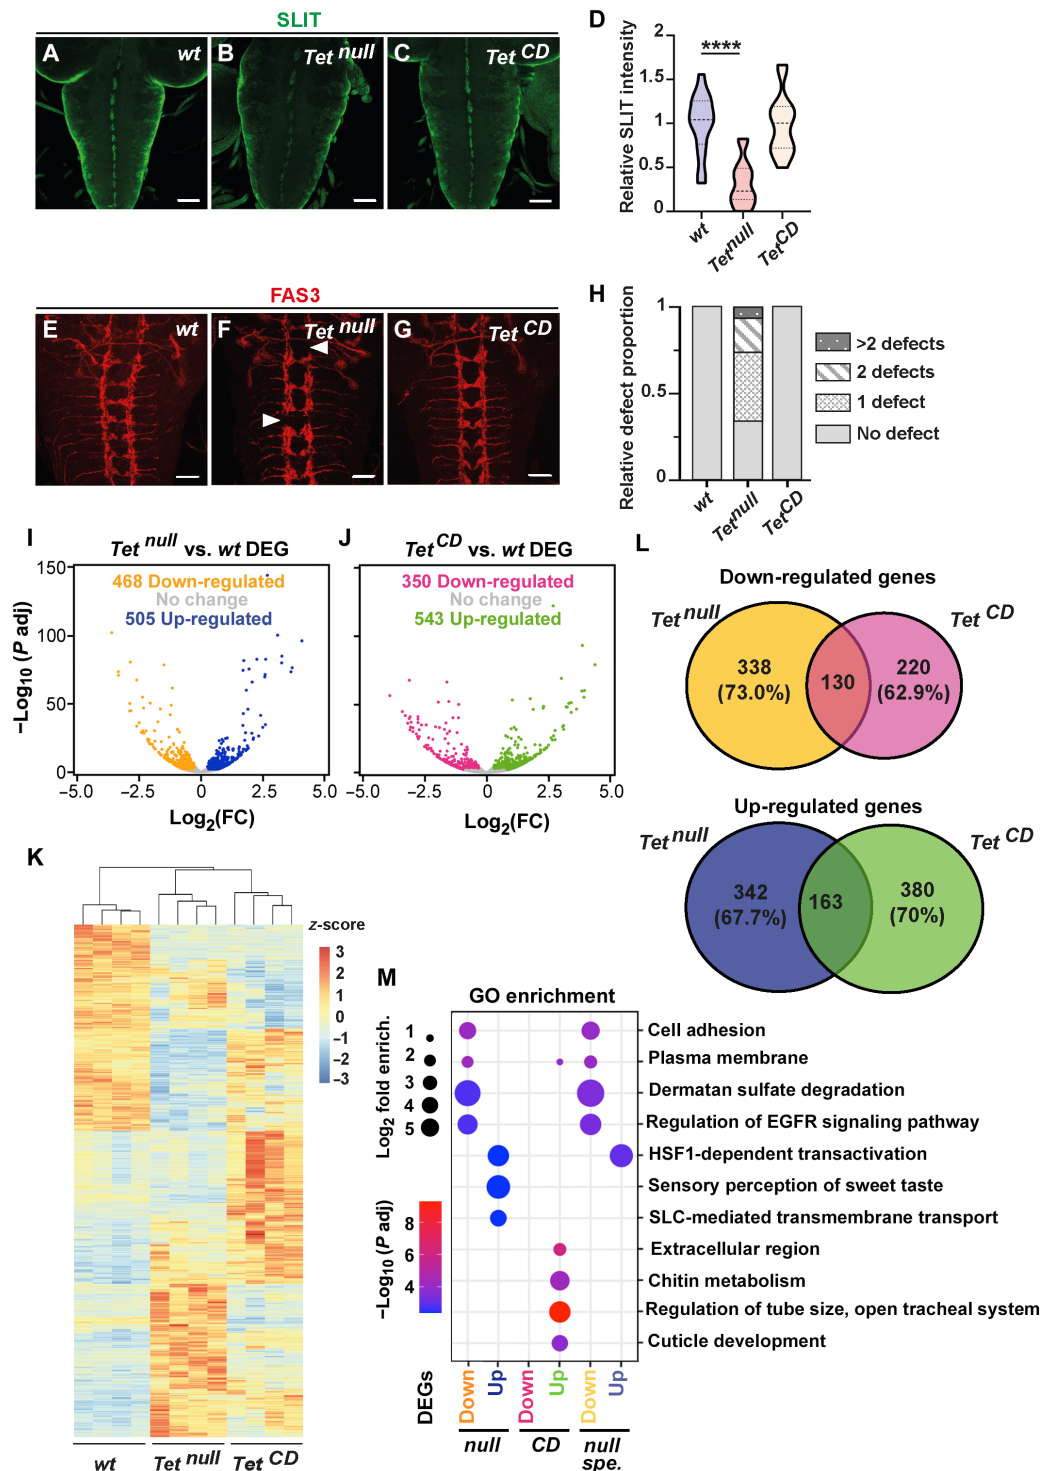 SLIT
A wt
B Tet null
C Tet CD
D
Relative SLIT intensity
2
1.5
1
0.5
0
****
wt
Tet null
Tet CD
FAS3
E wt
F Tet null
G Tet CD
H
Relative defect proportion
1
0.5
0
wt
Tet null
Tet CD
>2 defects
2 defects
1 defect
No defect
I
Tet null vs. wt DEG
468 Down-regulated
No change
505 Up-regulated
−Log10 (P adj)
150
100
50
0
−5.0 −2.5 0 2.5 5.0
Log2(FC)
J
Tet CD vs. wt DEG
350 Down-regulated
No change
543 Up-regulated
−5.0 −2.5 0 2.5 5.0
Log2(FC)
L
Down-regulated genes
Tet null
Tet CD
338
(73.0%)
130
220
(62.9%)
Up-regulated genes
Tet null
Tet CD
342
(67.7%)
163
380
(70%)
K
z-score
3
2
1
0
−1
−2
−3
wt
Tet null
Tet CD
M
GO enrichment
Log2 fold enrich.
1
2
3
4
5
−Log10 (P adj)
8
6
4
Cell adhesion
Plasma membrane
Dermatan sulfate degradation
Regulation of EGFR signaling pathway
HSF1-dependent transactivation
Sensory perception of sweet taste
SLC-mediated transmembrane transport
Extracellular region
Chitin metabolism
Regulation of tube size, open tracheal system
Cuticle development
DEGs
Down
Up
Down
Up
Down
Up
null
CD
null
spe.